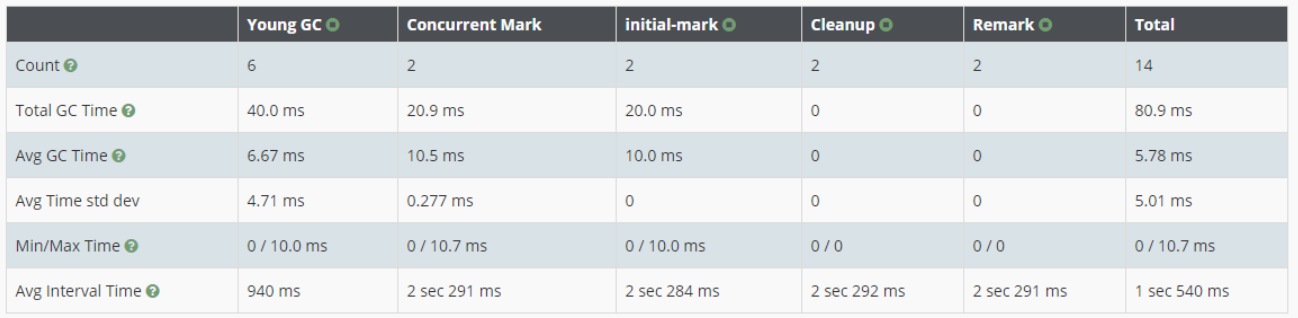 Young GC Concurrent Mark initial-mark Cleanup Remark Total
Count 6 2 2 2 2 14
Total GC Time 40.0 ms 20.9 ms 20.0 ms 0 0 80.9 ms
Avg GC Time 6.67 ms 10.5 ms 10.0 ms 0 0 5.78 ms
Avg Time std dev 4.71 ms 0.277 ms 0 0 0 5.01 ms
Min/Max Time 0 / 10.0 ms 0 / 10.7 ms 0 / 10.0 ms 0 / 0 0 / 0 0 / 10.7 ms
Avg Interval Time 940 ms 2 sec 291 ms 2 sec 284 ms 2 sec 292 ms 2 sec 291 ms 1 sec 540 ms